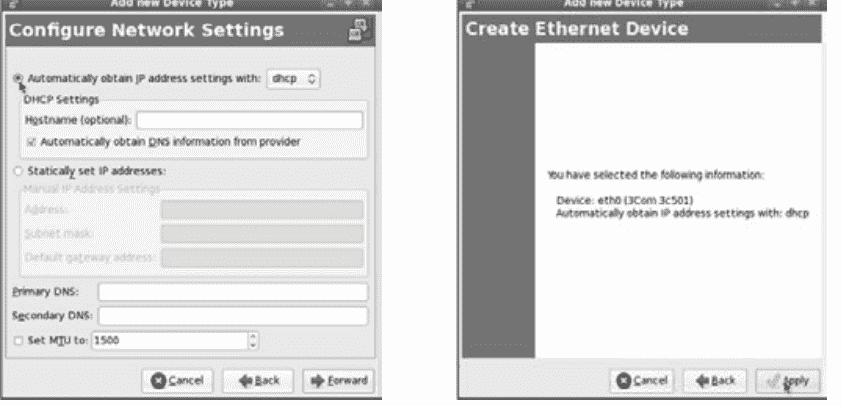 Add new Device Type
Configure Network Settings
Automatically obtain IP address settings with: dhcp
DHCP Settings
Hostname (optional):
Automatically obtain DNS information from provider
Statically set IP addresses:
Manual IP Address Settings
Address:
Subnet mask:
Default gateway address:
Primary DNS:
Secondary DNS:
Set MTU to: 1500
Cancel Back Forward
Add new Device Type
Create Ethernet Device
You have selected the following information:
Device: eth0 (3Com 3c501)
Automatically obtain IP address settings with: dhcp
Cancel Back Apply